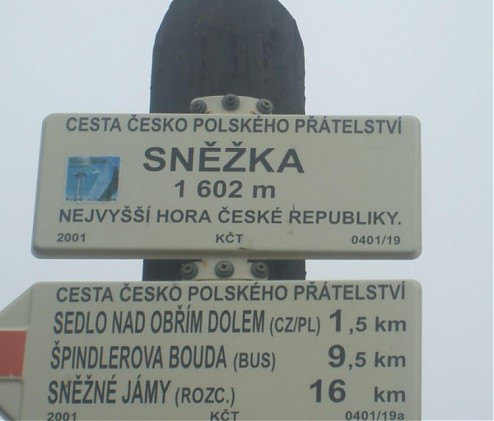 CESTA ČESKO POLSKÉHO PŘÁTELSTVÍ
SNĚŽKA
1 602 m
NEJVYŠŠÍ HORA ČESKÉ REPUBLIKY.
2001 KČT 0401/19
CESTA ČESKO POLSKÉHO PŘÁTELSTVÍ
SEDLO NAD OBŘÍM DOLEM (CZ/PL) 1,5 km
ŠPINDLEROVA BOUDA (BUS) 9,5 km
SNĚŽNÉ JÁMY (ROZC.) 16 km
2001 KČT 0401/19a